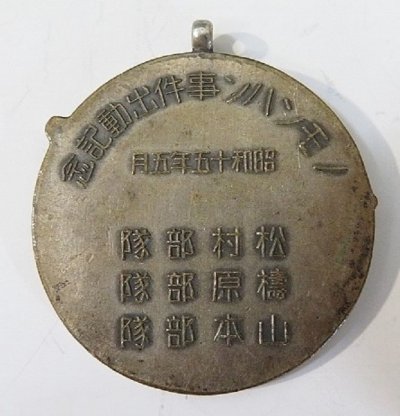 ノモンハン事件出動記念
昭和十五年五月
松村部隊
檮原部隊
山本部隊